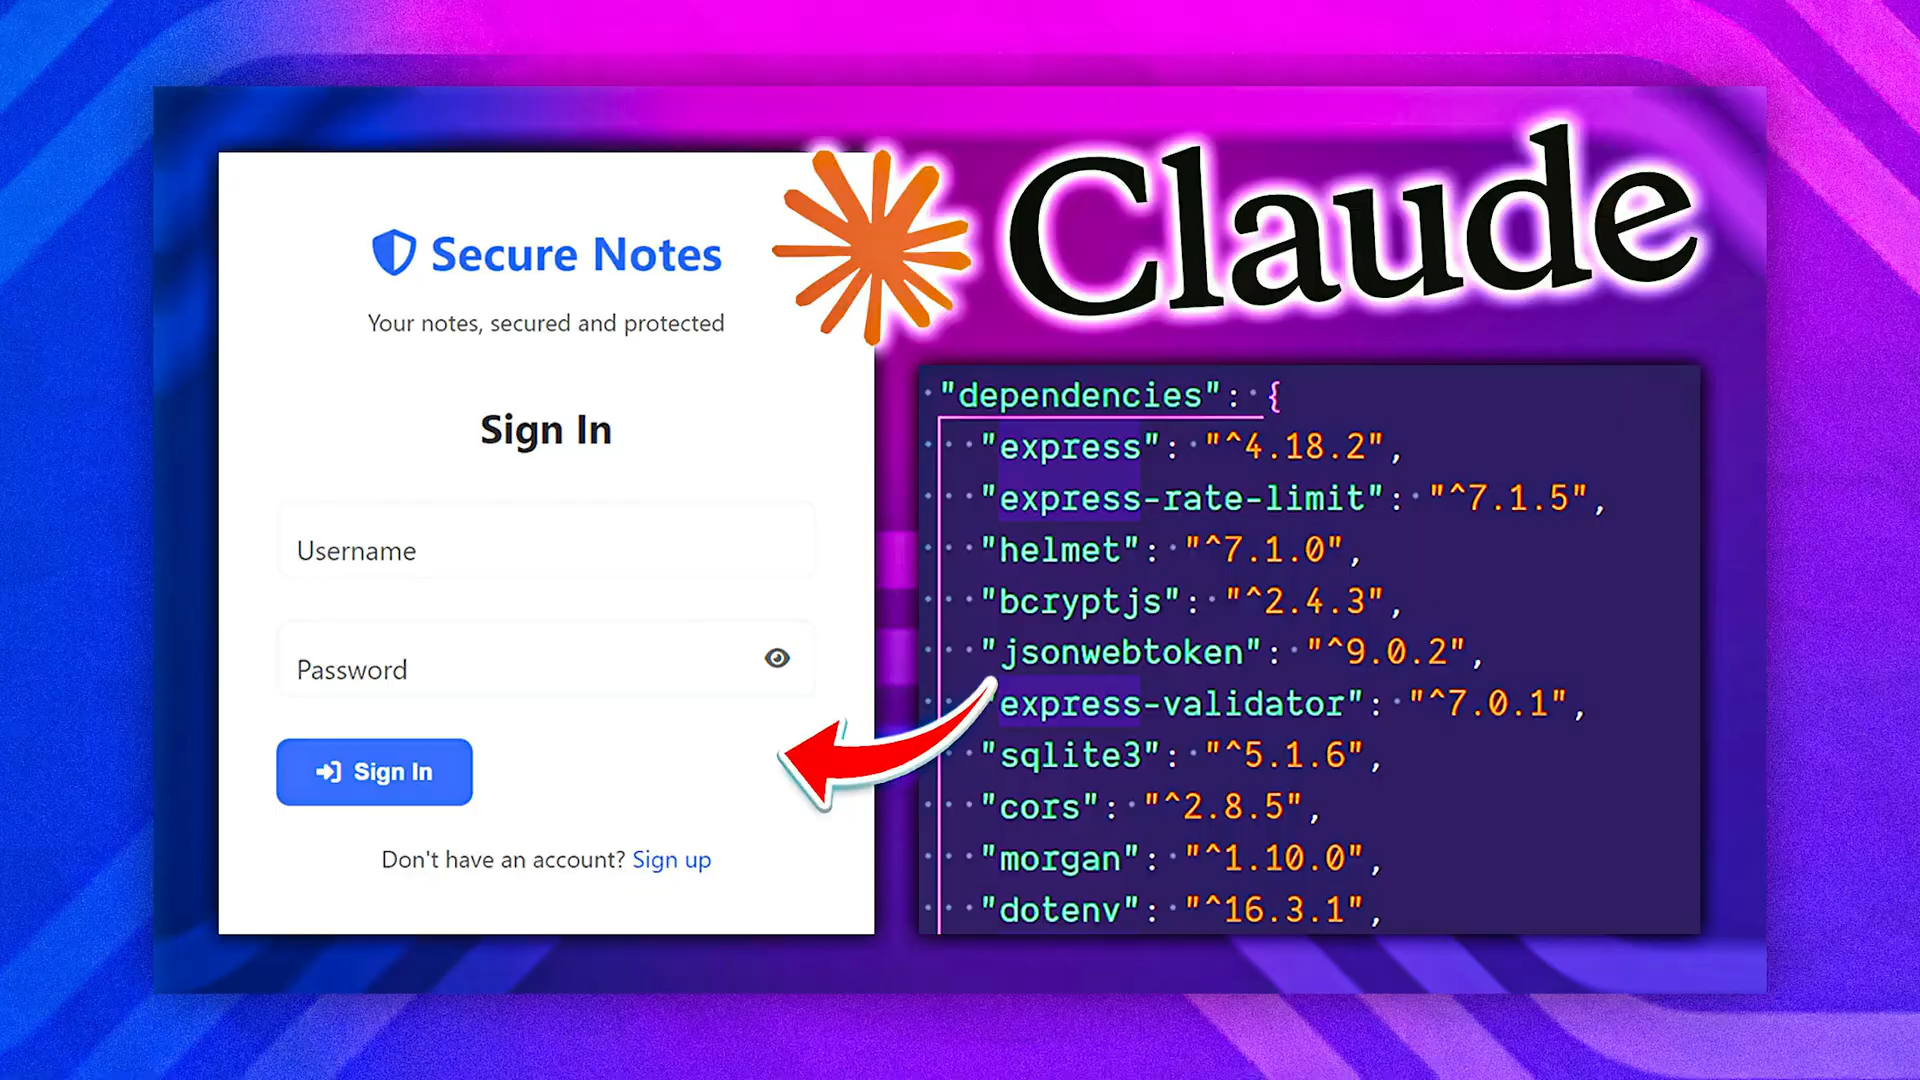 Claude
Secure Notes
Your notes, secured and protected
Sign In
Username
Password
Sign In
Don't have an account? Sign up
"dependencies": {
"express": "^4.18.2",
"express-rate-limit": "^7.1.5",
"helmet": "^7.1.0",
"bcryptjs": "^2.4.3",
"jsonwebtoken": "^9.0.2",
express-validator": "^7.0.1",
"sqlite3": "^5.1.6",
"cors": "^2.8.5",
"morgan": "^1.10.0",
"dotenv": "^16.3.1",